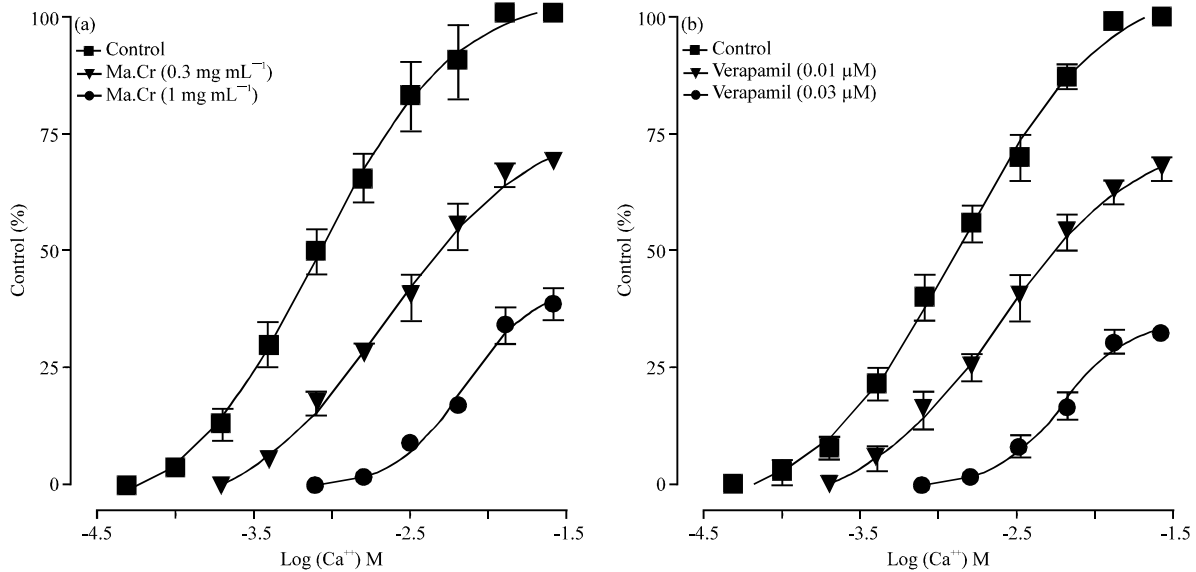 (a)
Control
Ma.Cr (0.3 mg mL⁻¹)
Ma.Cr (1 mg mL⁻¹)
100
75
50
25
0
Control (%)
-4.5
-3.5
-2.5
-1.5
Log (Ca⁺⁺) M
(b)
Control
Verapamil (0.01 µM)
Verapamil (0.03 µM)
100
75
50
25
0
Control (%)
-4.5
-3.5
-2.5
-1.5
Log (Ca⁺⁺) M